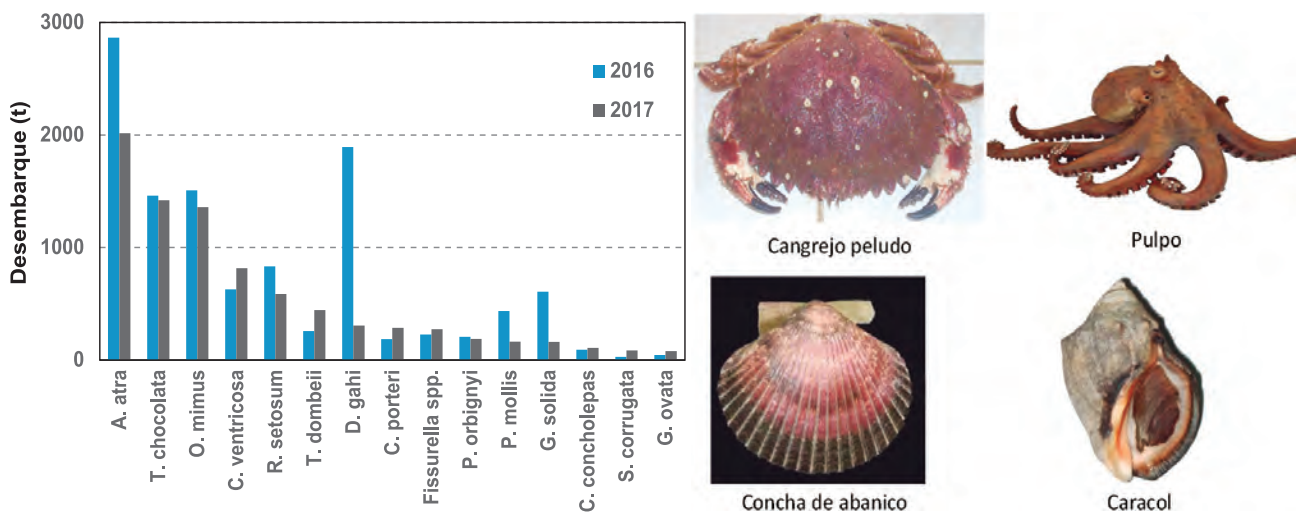 Desembarque (t)
3000
2000
1000
0
2016
2017
A. atra
T. chocolata
O. mimus
C. ventricosa
R. setosum
T. dombeii
D. gahi
C. porteri
Fissurella spp.
P. orbignyi
P. mollis
G. solida
C. concholepas
S. corrugata
G. ovata
Cangrejo peludo
Pulpo
Concha de abanico
Caracol